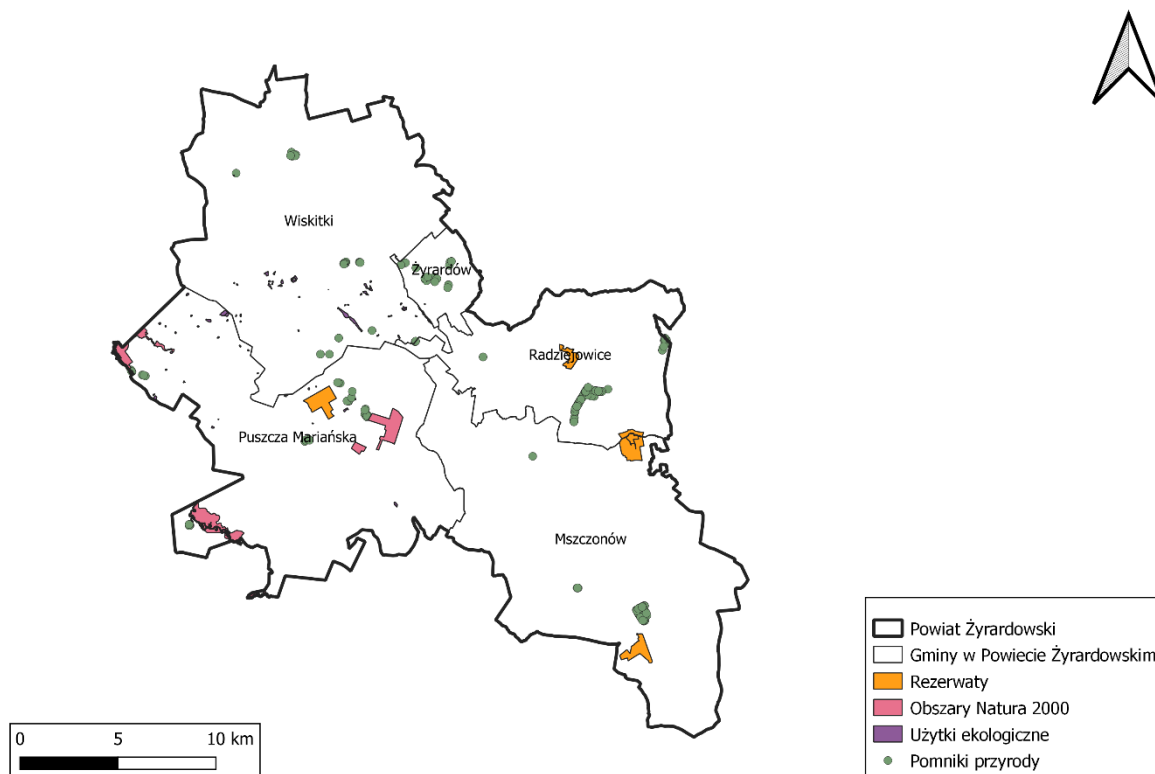 Wiskitki
Żyrardów
Radziejowice
Puszcza Mariańska
Mszczonów
Powiat Żyrardowski
Gminy w Powiecie Żyrardowskim
Rezerwaty
Obszary Natura 2000
Użytki ekologiczne
Pomniki przyrody
0 5 10 km